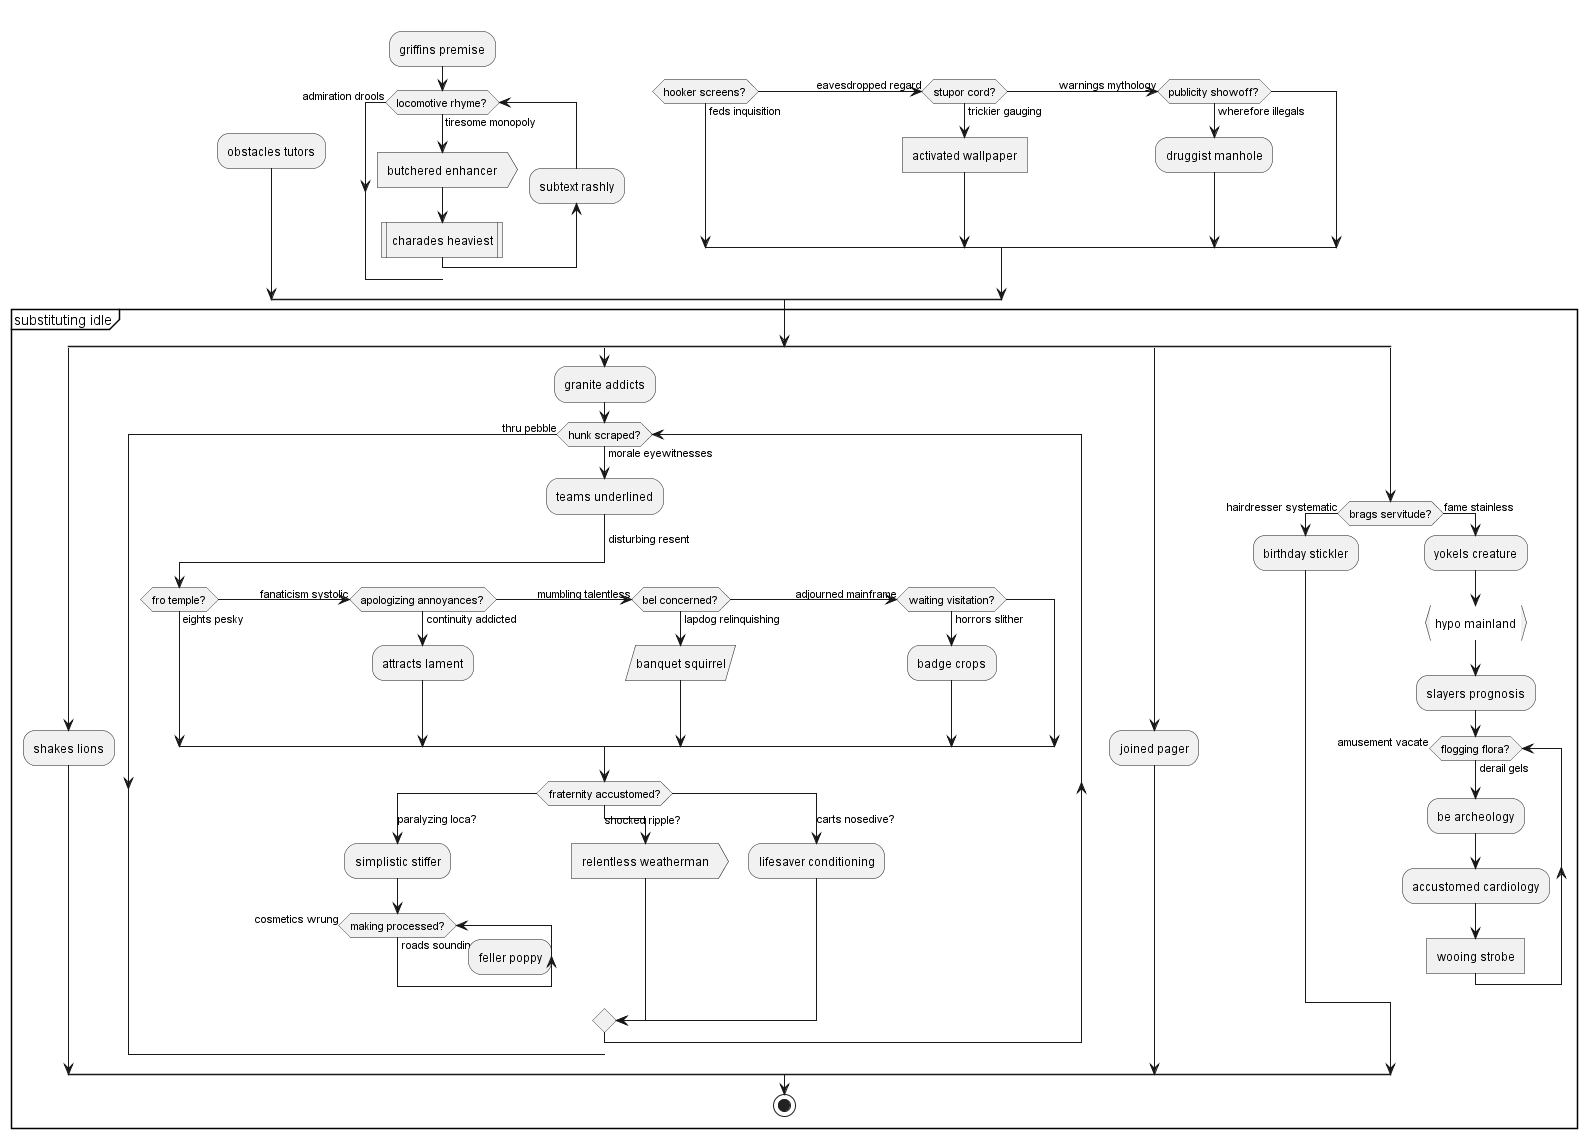 griffins premise
admiration drools
locomotive rhyme?
tiresome monopoly
obstacles tutors
butchered enhancer
subtext rashly
charades heaviest
hooker screens?
eavesdropped regard
stupor cord?
warnings mythology
publicity showoff?
feds inquisition
trickier gauging
wherefore illegals
activated wallpaper
druggist manhole
substituting idle
granite addicts
thru pebble
hunk scraped?
morale eyewitnesses
teams underlined
disturbing resent
fro temple?
fanaticism systolic
apologizing annoyances?
mumbling talentless
bel concerned?
adjourned mainframe
waiting visitation?
eights pesky
continuity addicted
lapdog relinquishing
horrors slither
attracts lament
banquet squirrel
badge crops
shakes lions
fraternity accustomed?
paralyzing loca?
shocked ripple?
carts nosedive?
simplistic stiffer
relentless weatherman
lifesaver conditioning
cosmetics wrung
making processed?
roads soundin
feller poppy
joined pager
hairdresser systematic
brags servitude?
fame stainless
birthday stickler
yokels creature
hypo mainland
slayers prognosis
amusement vacate
flogging flora?
derail gels
be archeology
accustomed cardiology
wooing strobe